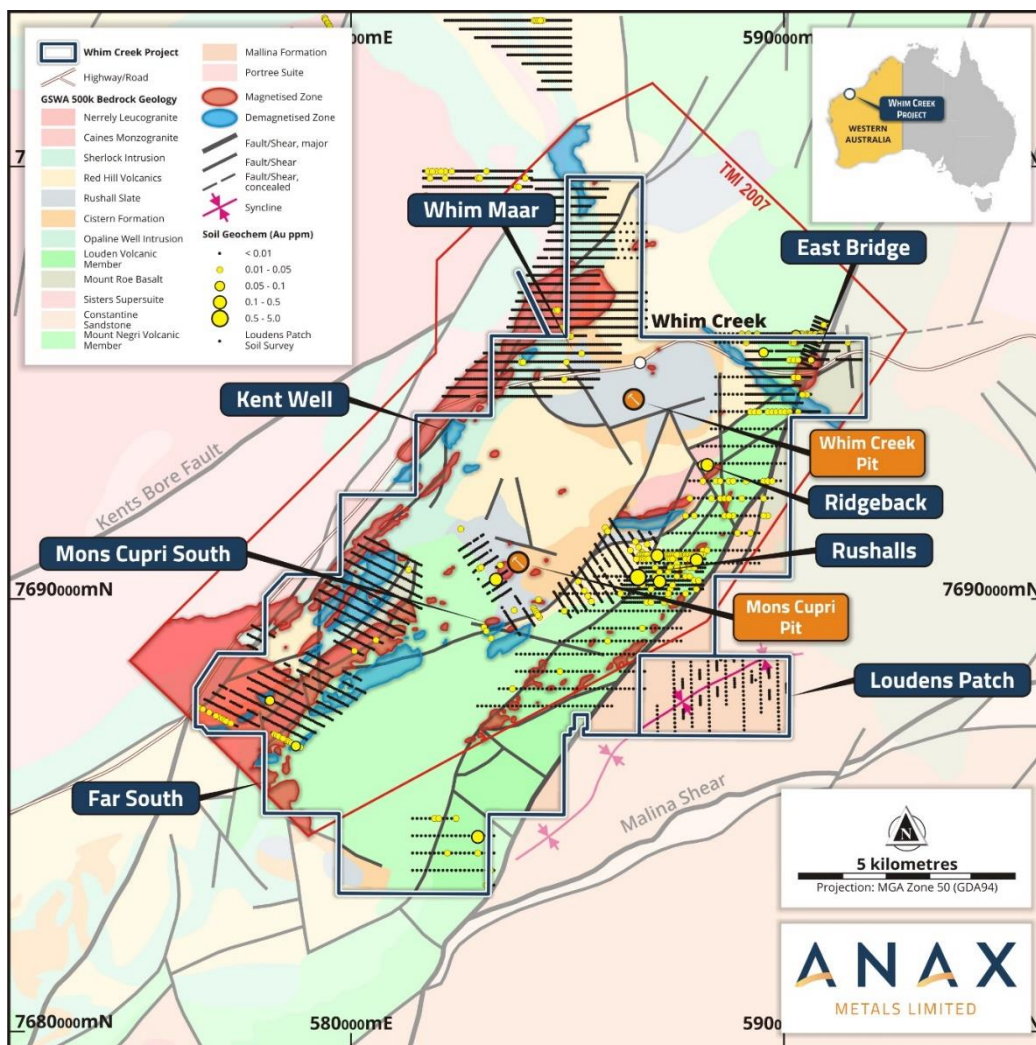 580000mE
590000mE
Whim Creek Project
Highway/Road
GSWA 500k Bedrock Geology
Nerrely Leucogranite
Caines Monzogranite
Sherlock Intrusion
Red Hill Volcanics
Rushall Slate
Cistern Formation
Opaline Well Intrusion
Louden Volcanic
Member
Mount Roe Basalt
Sisters Supersuite
Constantine
Sandstone
Mount Negri Volcanic
Member
Mallina Formation
Portree Suite
Magnetised Zone
Demagnetised Zone
Fault/Shear, major
Fault/Shear
Fault/Shear,
concealed
Syncline
Soil Geochem (Au ppm)
< 0.01
0.01 - 0.05
0.05 - 0.1
0.1 - 0.5
0.5 - 5.0
Loudens Patch
Soil Survey
WHIM CREEK
PROJECT
WESTERN
AUSTRALIA
TMI 2007
Whim Maar
East Bridge
Whim Creek
Kent Well
Kents Bore Fault
Whim Creek
Pit
Ridgeback
Mons Cupri South
Rushalls
7690000mN
7690000mN
Mons Cupri
Pit
Loudens Patch
Far South
Malina Shear
N
5 kilometres
Projection: MGA Zone 50 (GDA94)
ANAX
METALS LIMITED
7680000mN
580000mE